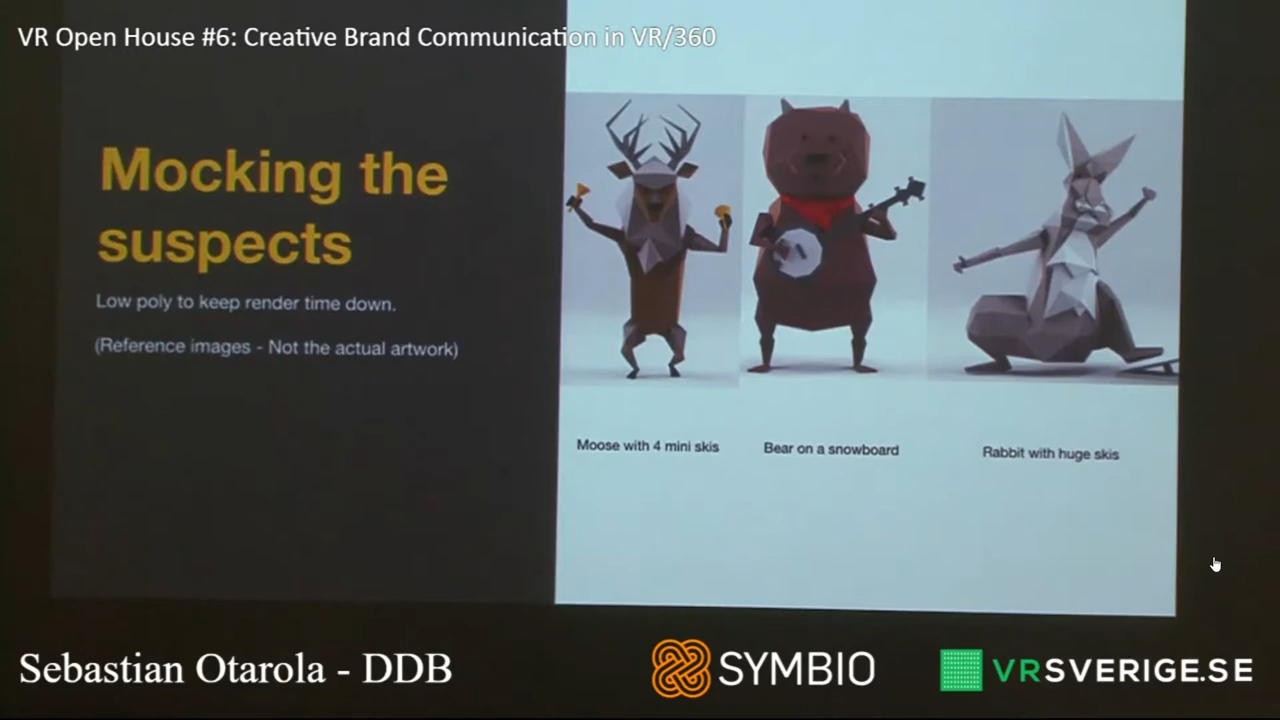 VR Open House #6: Creative Brand Communication in VR/360
Mocking the
suspects
Low poly to keep render time down.
(Reference images - Not the actual artwork)
Moose with 4 mini skis
Bear on a snowboard
Rabbit with huge skis
Sebastian Otarola - DDB
SYMBIO
VRSVERIGE.SE